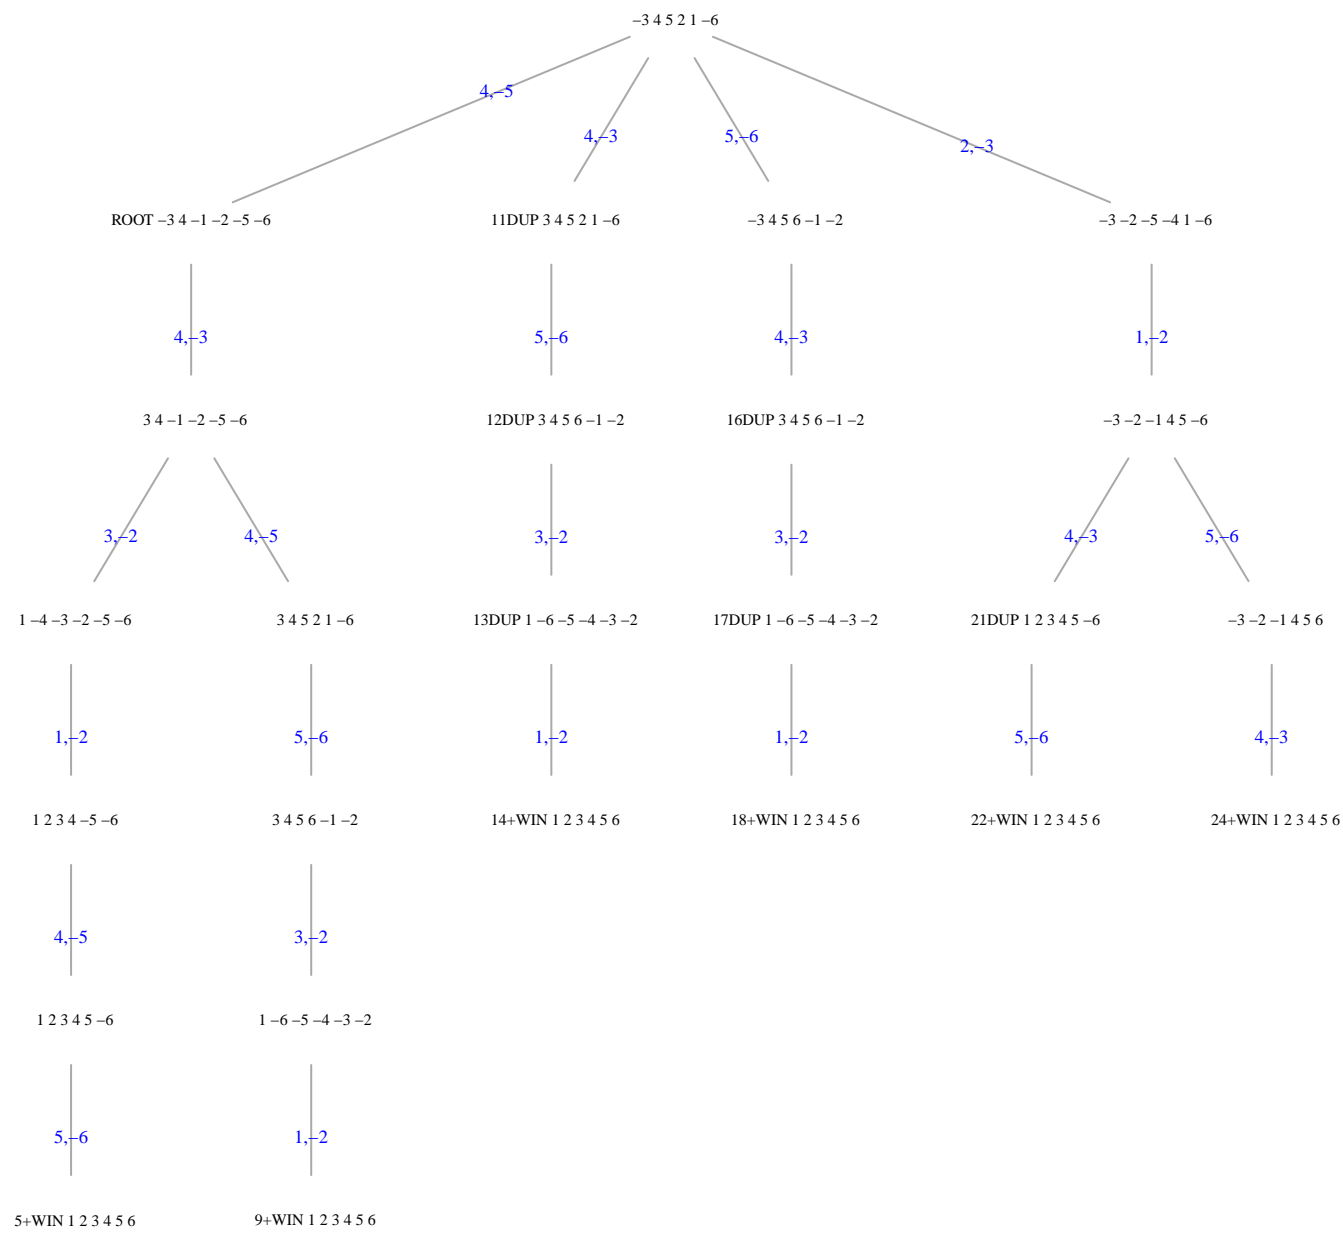 −3 4 5 2 1 −6
4,−5
4,−3
5,−6
2,−3
ROOT −3 4 −1 −2 −5 −6
11DUP 3 4 5 2 1 −6
−3 4 5 6 −1 −2
−3 −2 −5 −4 1 −6
4,−3
5,−6
4,−3
1,−2
3 4 −1 −2 −5 −6
12DUP 3 4 5 6 −1 −2
16DUP 3 4 5 6 −1 −2
−3 −2 −1 4 5 −6
3,−2
4,−5
3,−2
3,−2
4,−3
5,−6
1 −4 −3 −2 −5 −6
3 4 5 2 1 −6
13DUP 1 −6 −5 −4 −3 −2
17DUP 1 −6 −5 −4 −3 −2
21DUP 1 2 3 4 5 −6
−3 −2 −1 4 5 6
1,−2
5,−6
1,−2
1,−2
5,−6
4,−3
1 2 3 4 −5 −6
3 4 5 6 −1 −2
14+WIN 1 2 3 4 5 6
18+WIN 1 2 3 4 5 6
22+WIN 1 2 3 4 5 6
24+WIN 1 2 3 4 5 6
4,−5
3,−2
1 2 3 4 5 −6
1 −6 −5 −4 −3 −2
5,−6
1,−2
5+WIN 1 2 3 4 5 6
9+WIN 1 2 3 4 5 6